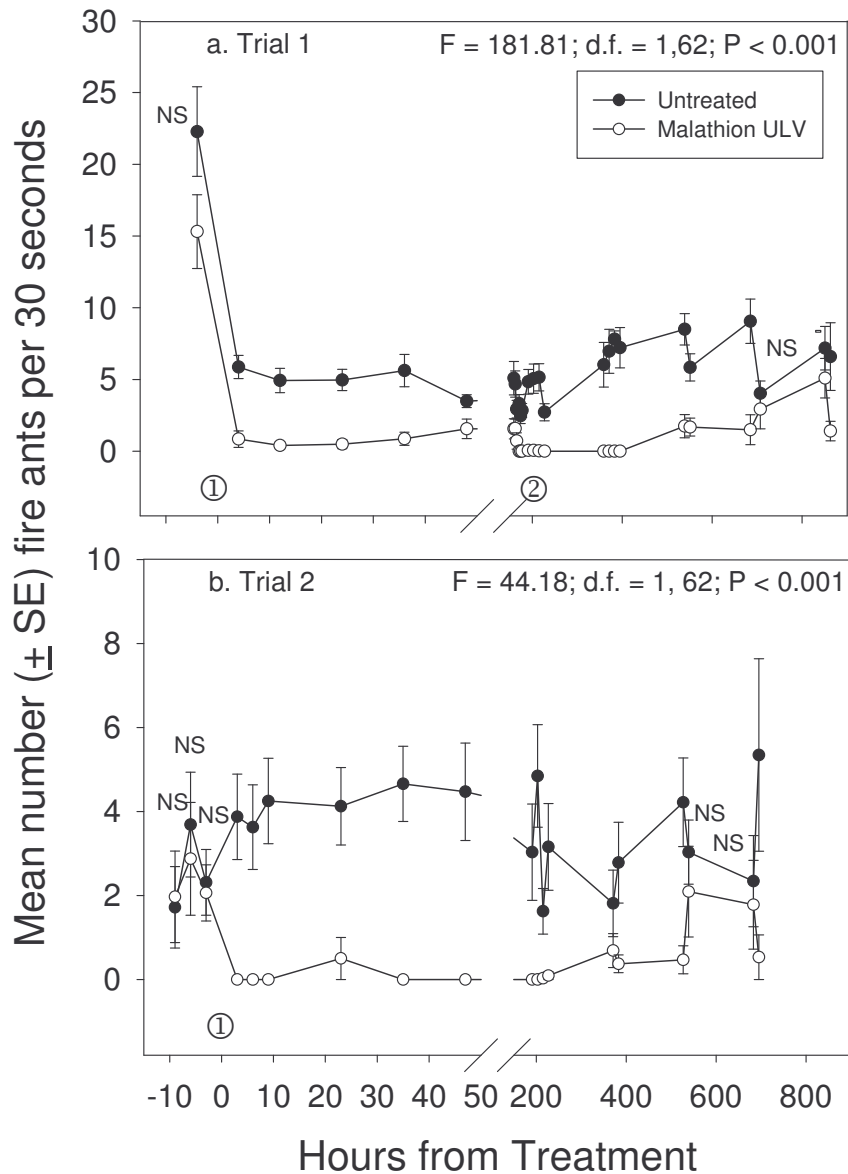 Mean number (± SE) fire ants per 30 seconds
30
25
20
15
10
5
0
a. Trial 1
F = 181.81; d.f. = 1,62; P < 0.001
Untreated
Malathion ULV
NS
NS
①
②
10
8
6
4
2
0
b. Trial 2
F = 44.18; d.f. = 1, 62; P < 0.001
NS
NS
NS
NS
NS
①
-10 0 10 20 30 40 50 200 400 600 800
Hours from Treatment